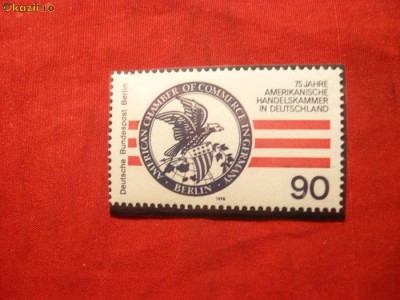 Okazii.ro
Deutsche Bundespost Berlin
AMERICAN CHAMBER OF COMMERCE IN GERMANY
· BERLIN ·
75 JAHRE
AMERIKANISCHE
HANDELSKAMMER
IN DEUTSCHLAND
90
1978